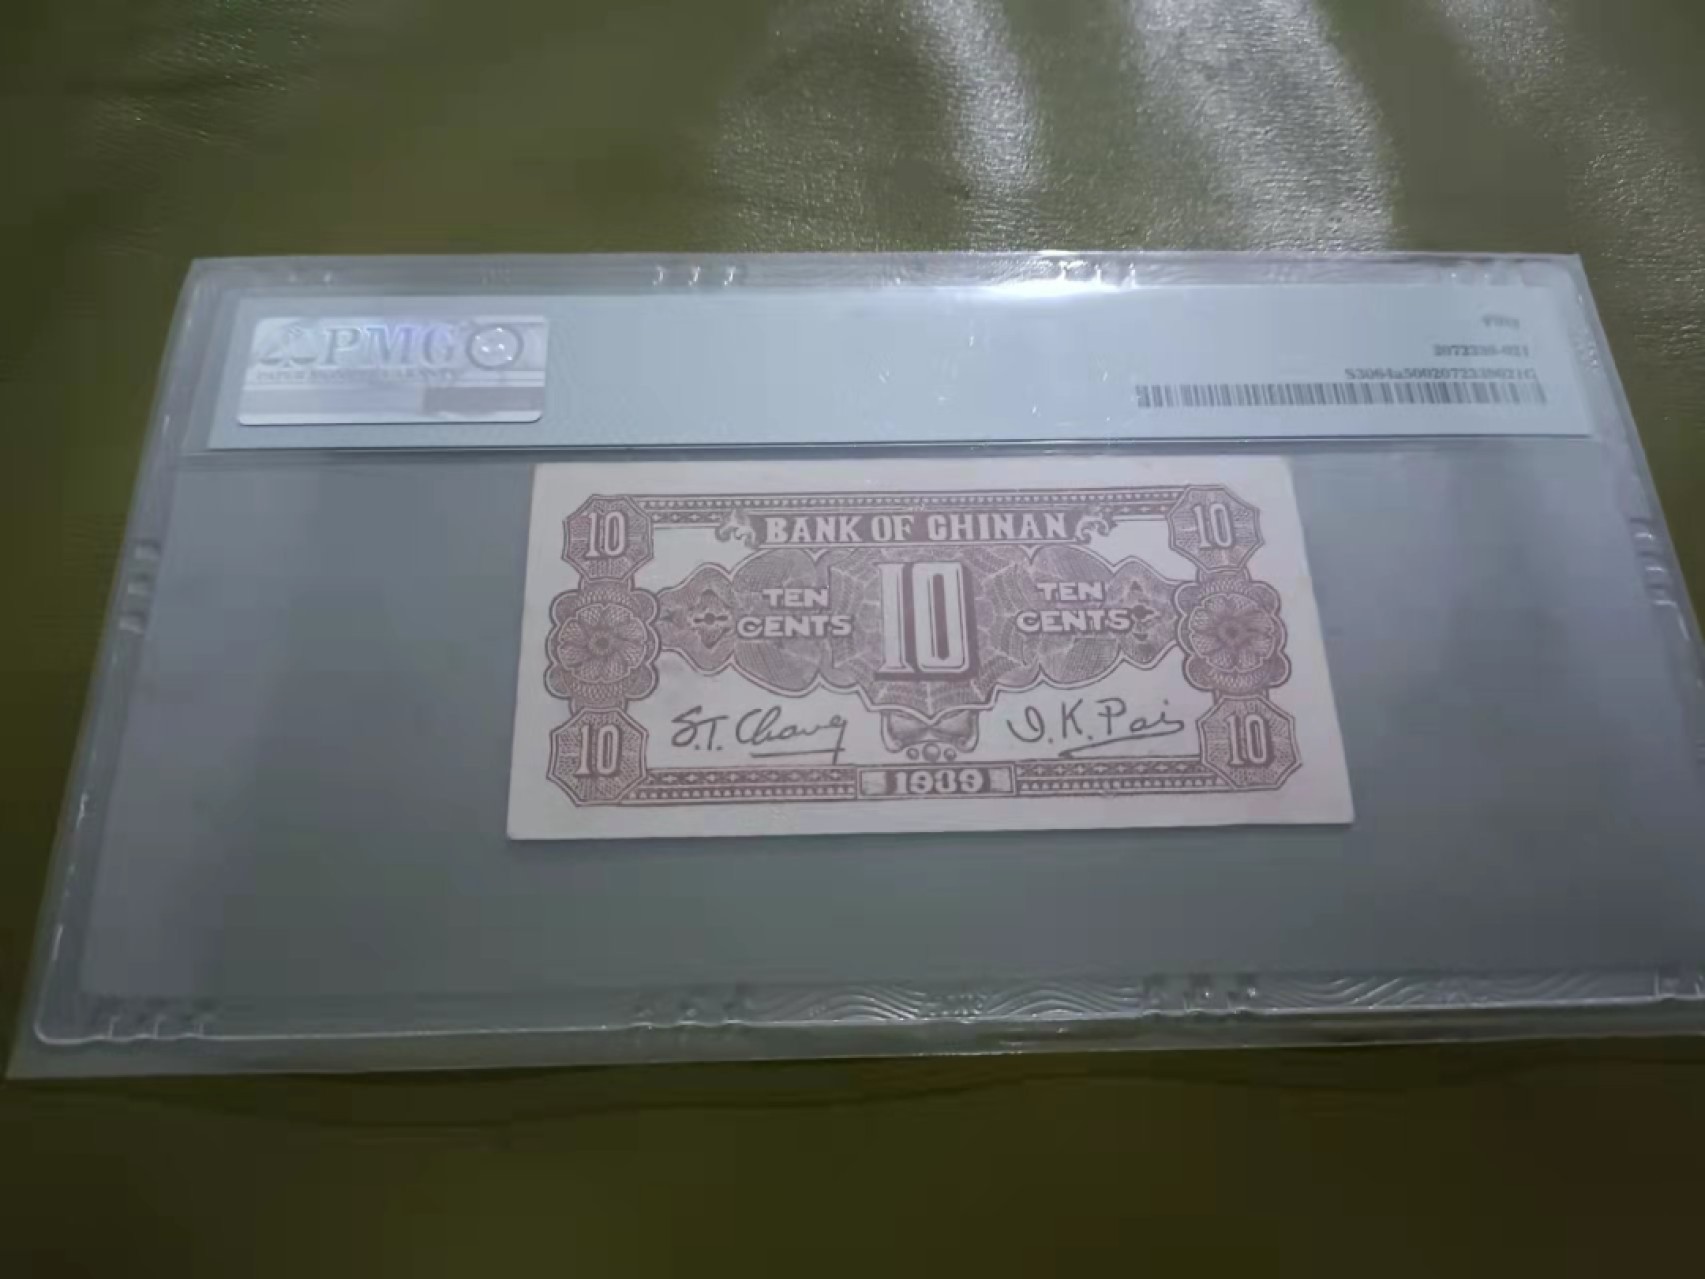 PMG
BANK OF CHINAN
10
10
TEN
CENTS
10
TEN
CENTS
S.T. Chang
I.K. Pai
10
10
1939